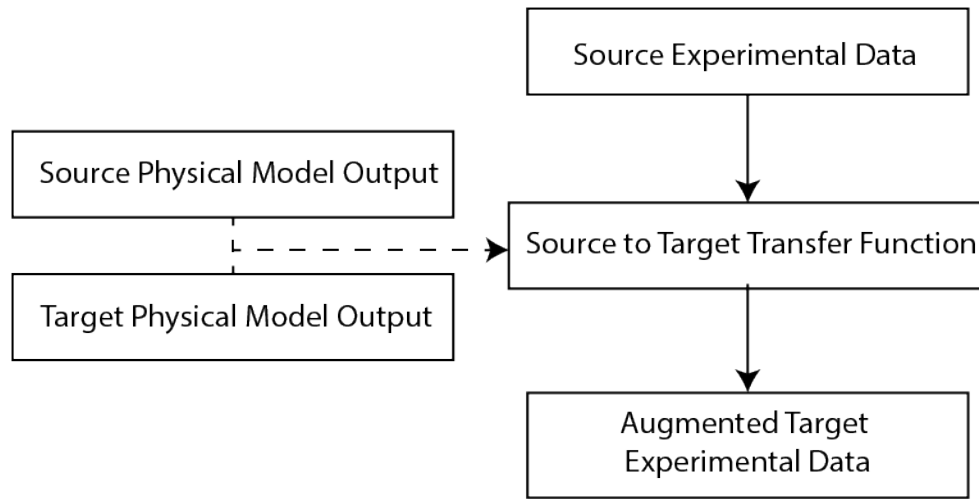 Source Experimental Data
Source Physical Model Output
Source to Target Transfer Function
Target Physical Model Output
Augmented Target
Experimental Data